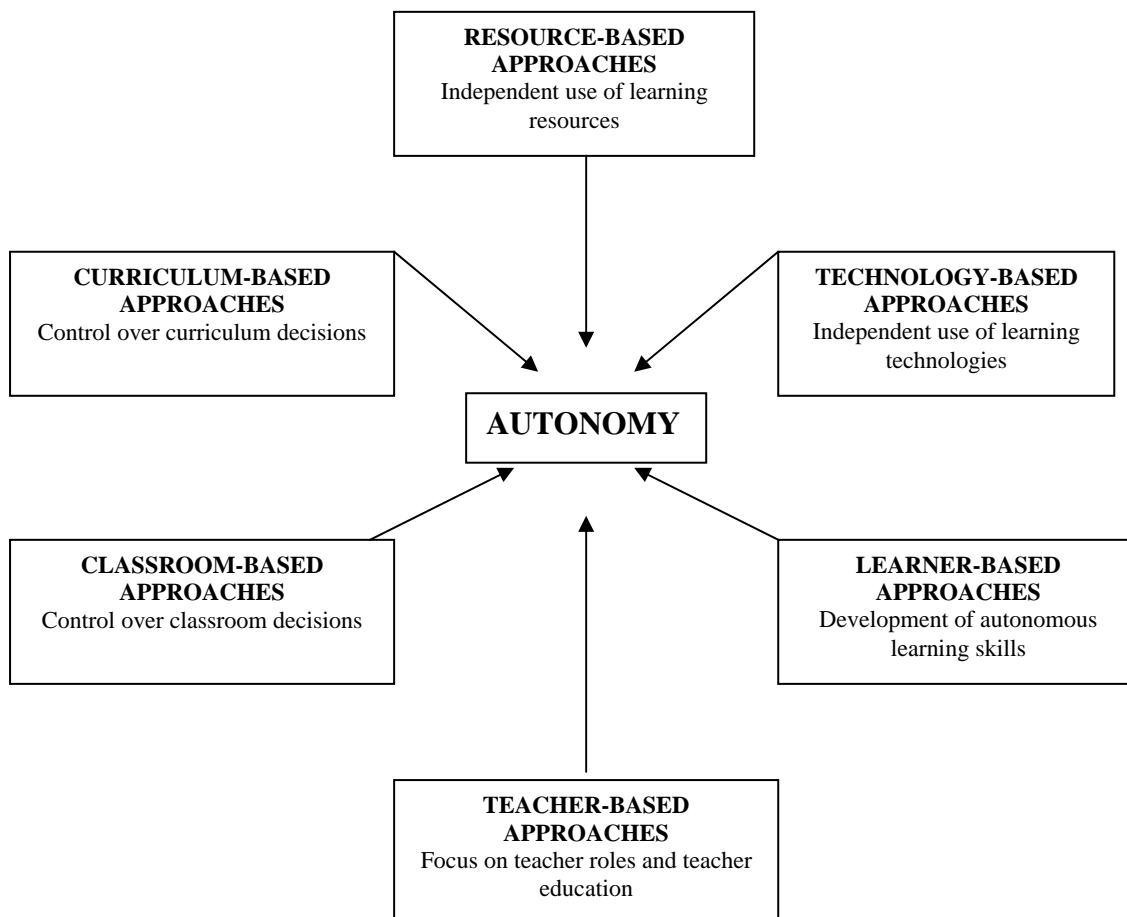 RESOURCE-BASED
APPROACHES
Independent use of learning
resources
CURRICULUM-BASED
APPROACHES
Control over curriculum decisions
TECHNOLOGY-BASED
APPROACHES
Independent use of learning
technologies
AUTONOMY
CLASSROOM-BASED
APPROACHES
Control over classroom decisions
LEARNER-BASED
APPROACHES
Development of autonomous
learning skills
TEACHER-BASED
APPROACHES
Focus on teacher roles and teacher
education